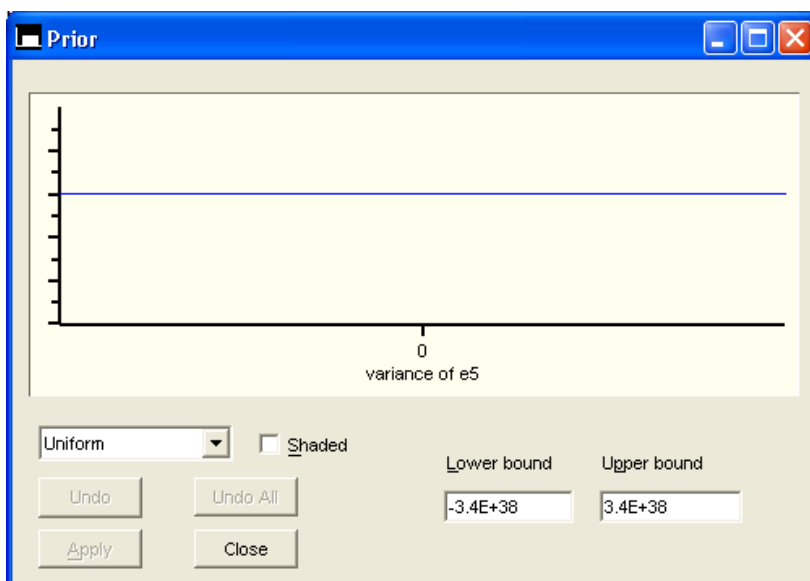 Prior
0
variance of e5
Uniform
Shaded
Lower bound
Upper bound
Undo
Undo All
-3.4E+38
3.4E+38
Apply
Close